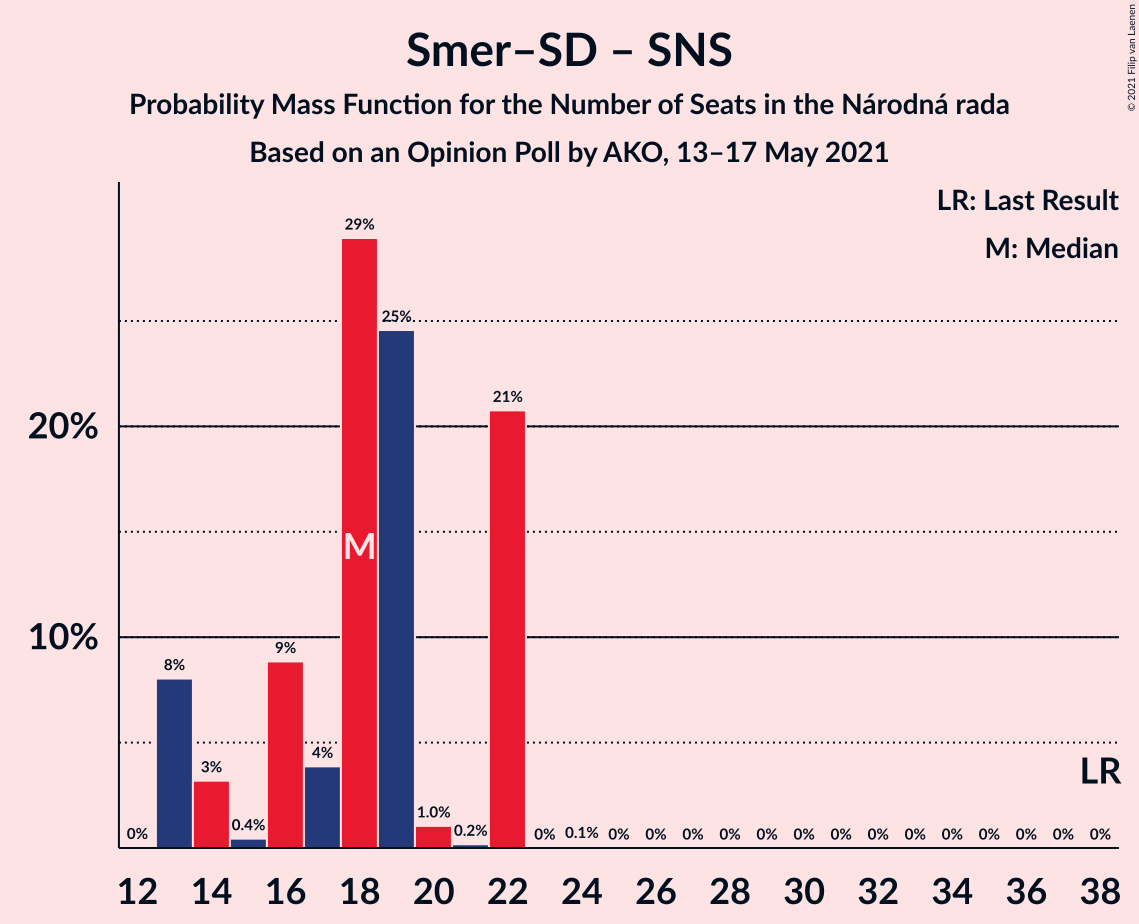 Smer–SD – SNS
Probability Mass Function for the Number of Seats in the Národná rada
Based on an Opinion Poll by AKO, 13–17 May 2021
© 2021 Filip van Laenen
LR: Last Result
M: Median
29%
25%
21%
20%
M
10%
9%
8%
4%
3%
LR
1.0%
0.4%
0.2%
0% 0% 0.1% 0% 0% 0% 0% 0% 0% 0% 0% 0% 0% 0% 0% 0% 0%
12 14 16 18 20 22 24 26 28 30 32 34 36 38